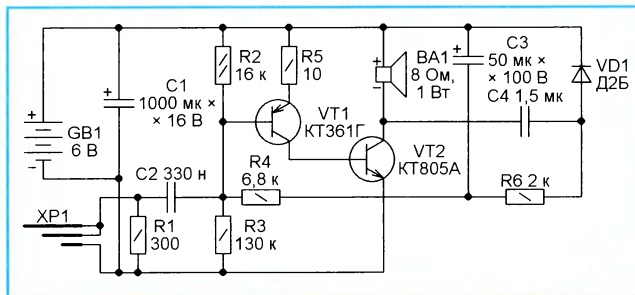 R2
16 к
R5
10
BA1
8 Ом,
1 Вт
C3
50 мк ×
× 100 В
VD1
Д2Б
C1
1000 мк ×
× 16 В
C4 1,5 мк
VT1
КТ361Г
GB1
6 В
VT2
КТ805А
C2 330 н
R4
6,8 к
R6 2 к
XP1
R1
300
R3
130 к